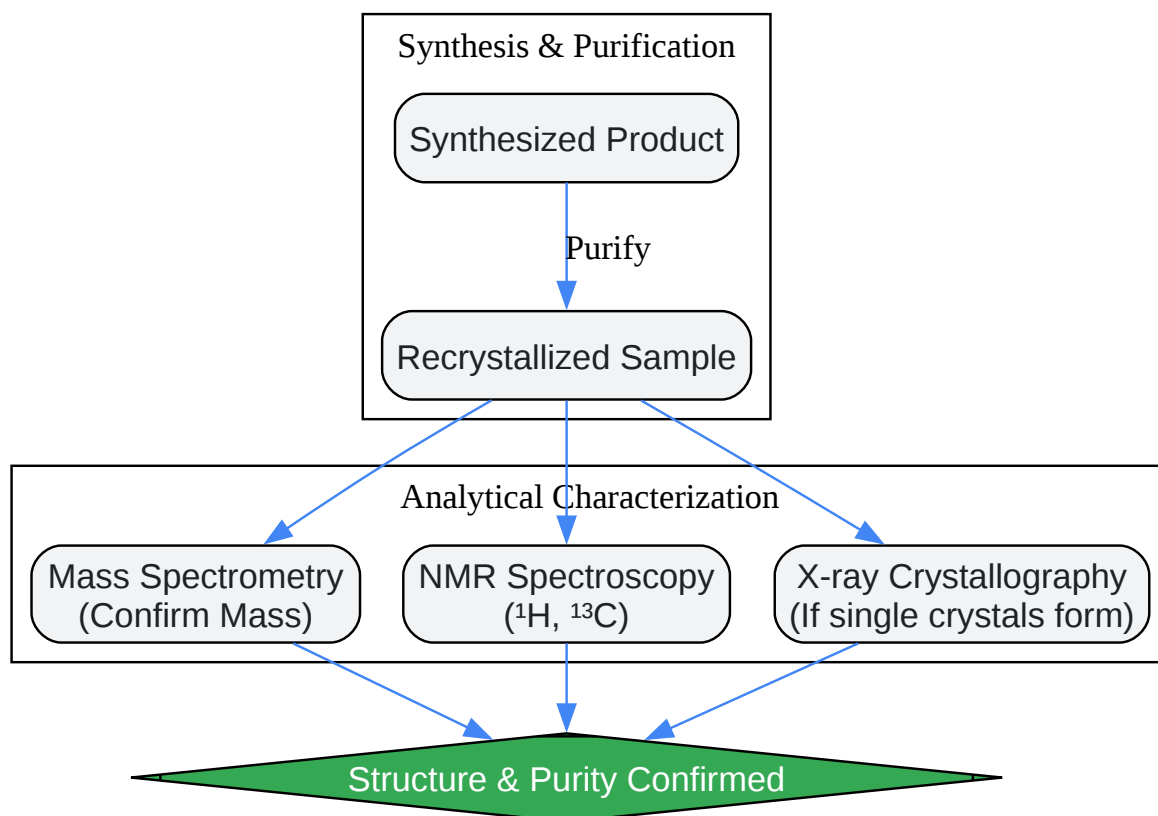 Synthesis & Purification
Synthesized Product
Purify
Recrystallized Sample
Analytical Characterization
Mass Spectrometry
(Confirm Mass)
NMR Spectroscopy
(¹H, ¹³C)
X-ray Crystallography
(If single crystals form)
Structure & Purity Confirmed